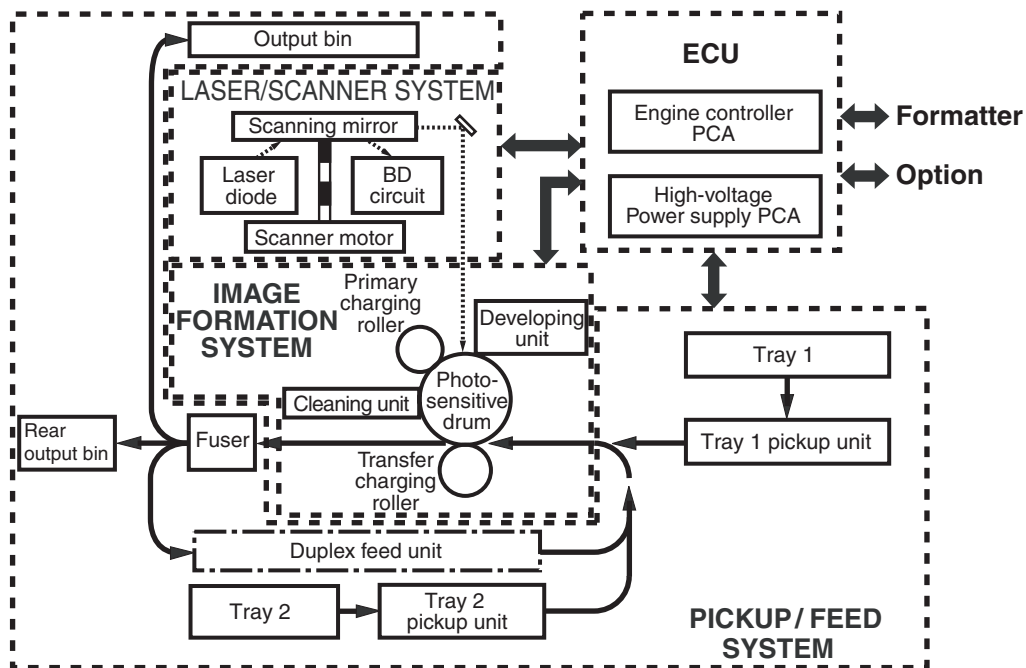 Output bin
LASER/SCANNER SYSTEM
Scanning mirror
Laser
diode
BD
circuit
Scanner motor
ECU
Engine controller
PCA
High-voltage
Power supply PCA
Formatter
Option
IMAGE
FORMATION
SYSTEM
Primary
charging
roller
Developing
unit
Photo-
sensitive
drum
Cleaning unit
Transfer
charging
roller
Tray 1
Tray 1 pickup unit
Rear
output bin
Fuser
Duplex feed unit
Tray 2
Tray 2
pickup unit
PICKUP / FEED
SYSTEM